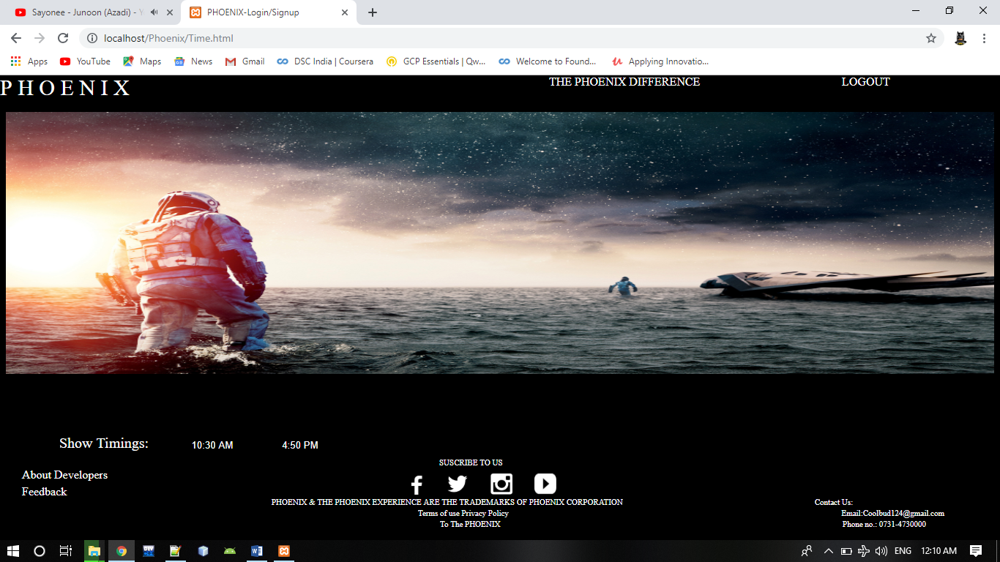 Sayonee - Junoon (Azadi) - Y
PHOENIX-Login/Signup
localhost/Phoenix/Time.html
Apps YouTube Maps News Gmail DSC India | Coursera GCP Essentials | Qw... Welcome to Found... Applying Innovatio...
PHOENIX
THE PHOENIX DIFFERENCE
LOGOUT
Show Timings: 10:30 AM 4:50 PM
SUSCRIBE TO US
About Developers
Feedback
PHOENIX & THE PHOENIX EXPERIENCE ARE THE TRADEMARKS OF PHOENIX CORPORATION
Terms of use Privacy Policy
To The PHOENIX
Contact Us:
Email:Coolbud124@gmail.com
Phone no.: 0731-4730000
DEV
ENG 12:10 AM